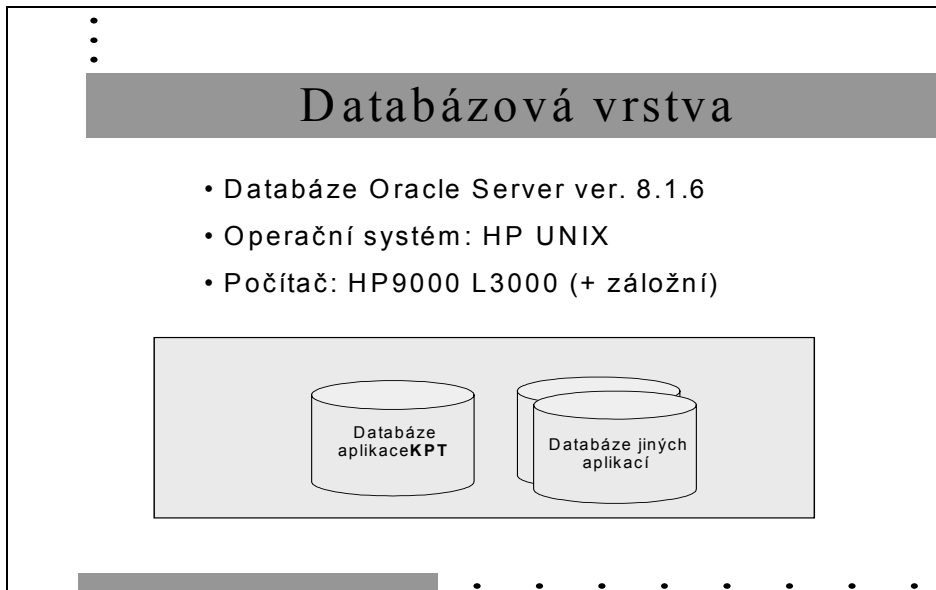 Databázová vrstva
• Databáze Oracle Server ver. 8.1.6
• Operační systém: HP UNIX
• Počítač: HP9000 L3000 (+ záložní)
Databáze
aplikaceKPT
Databáze jiných
aplikací